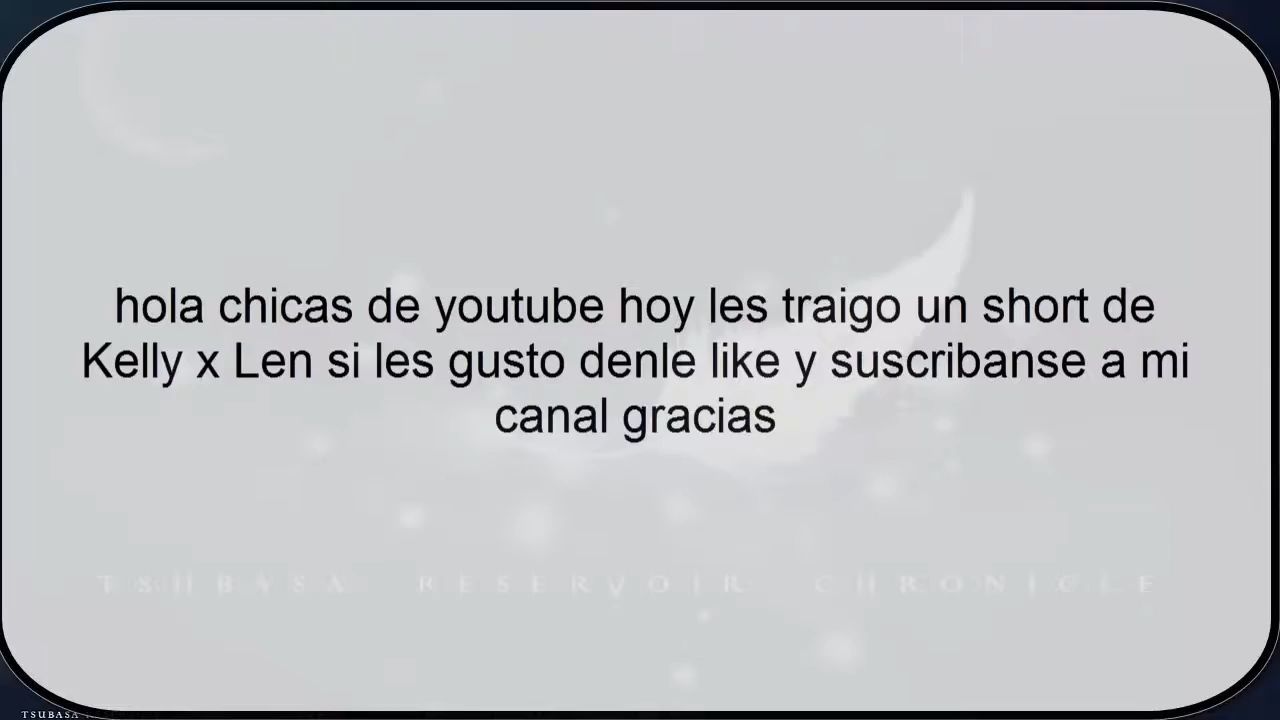 hola chicas de youtube hoy les traigo un short de
Kelly x Len si les gusto denle like y suscribanse a mi
canal gracias
TSUBASA RESERVOIR CHRONICLE
TSUBASA